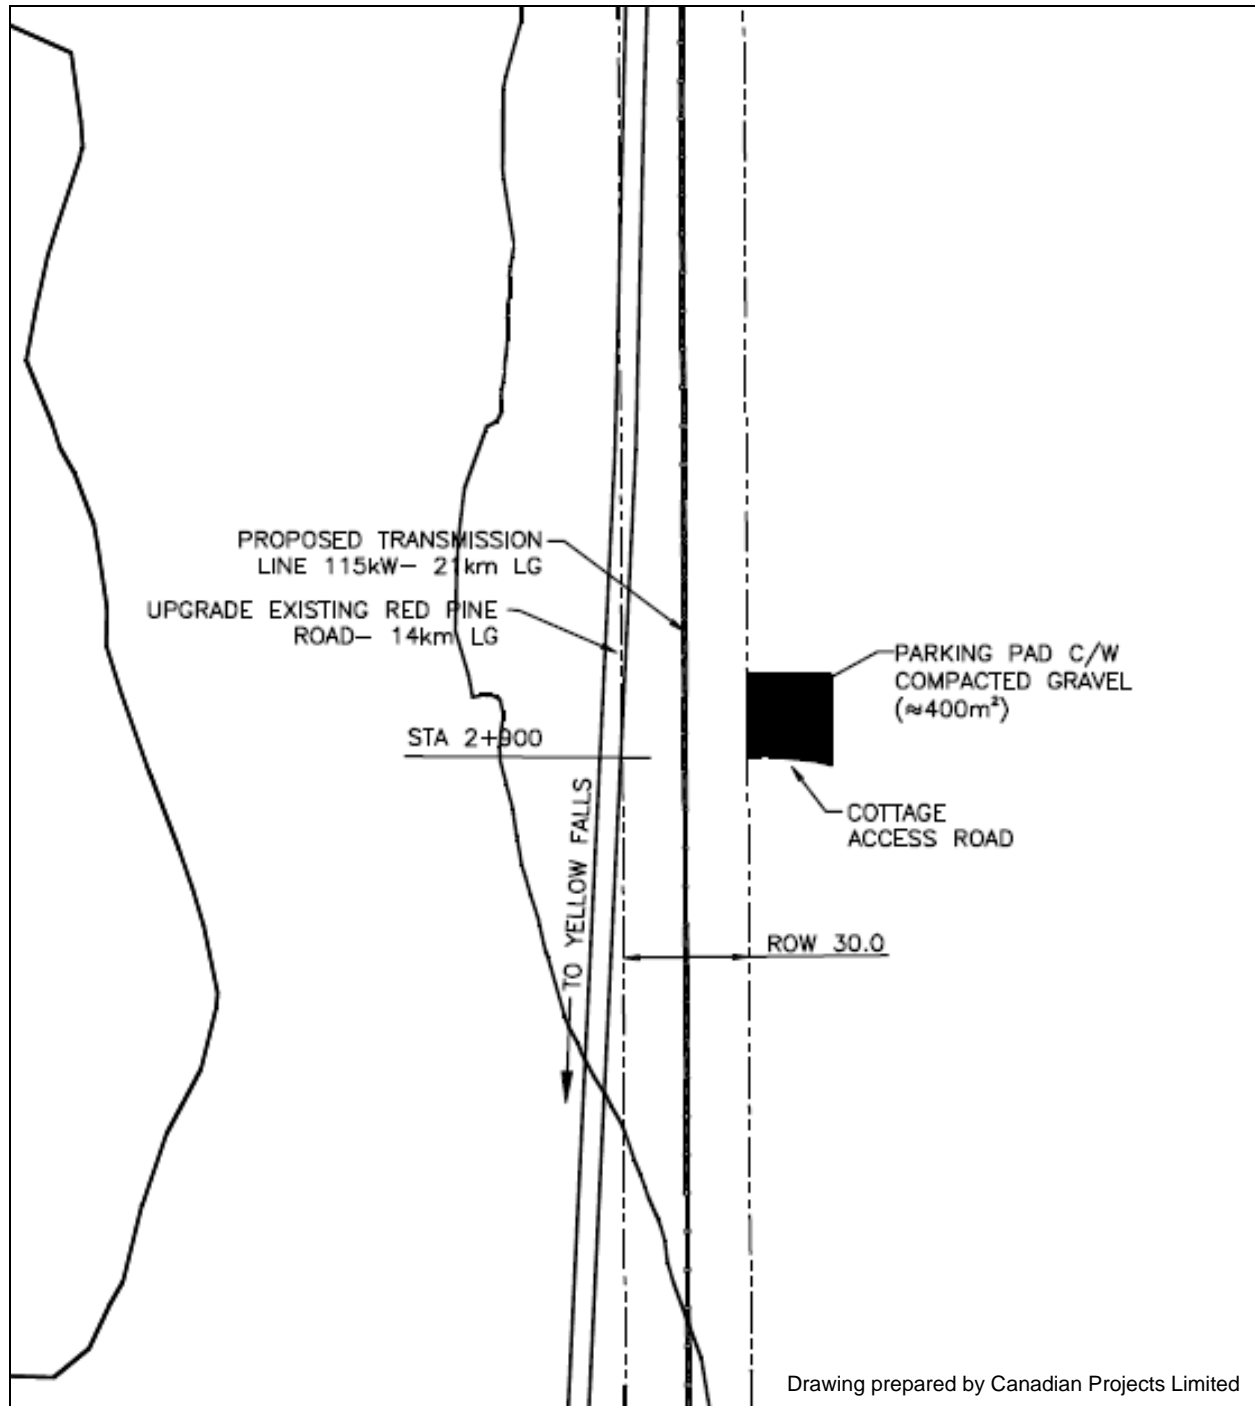 PROPOSED TRANSMISSION
LINE 115kW- 21km LG
UPGRADE EXISTING RED PINE
ROAD- 14km LG
PARKING PAD C/W
COMPACTED GRAVEL
(≈400m²)
STA 2+900
TO YELLOW FALLS
COTTAGE
ACCESS ROAD
ROW 30.0
Drawing prepared by Canadian Projects Limited